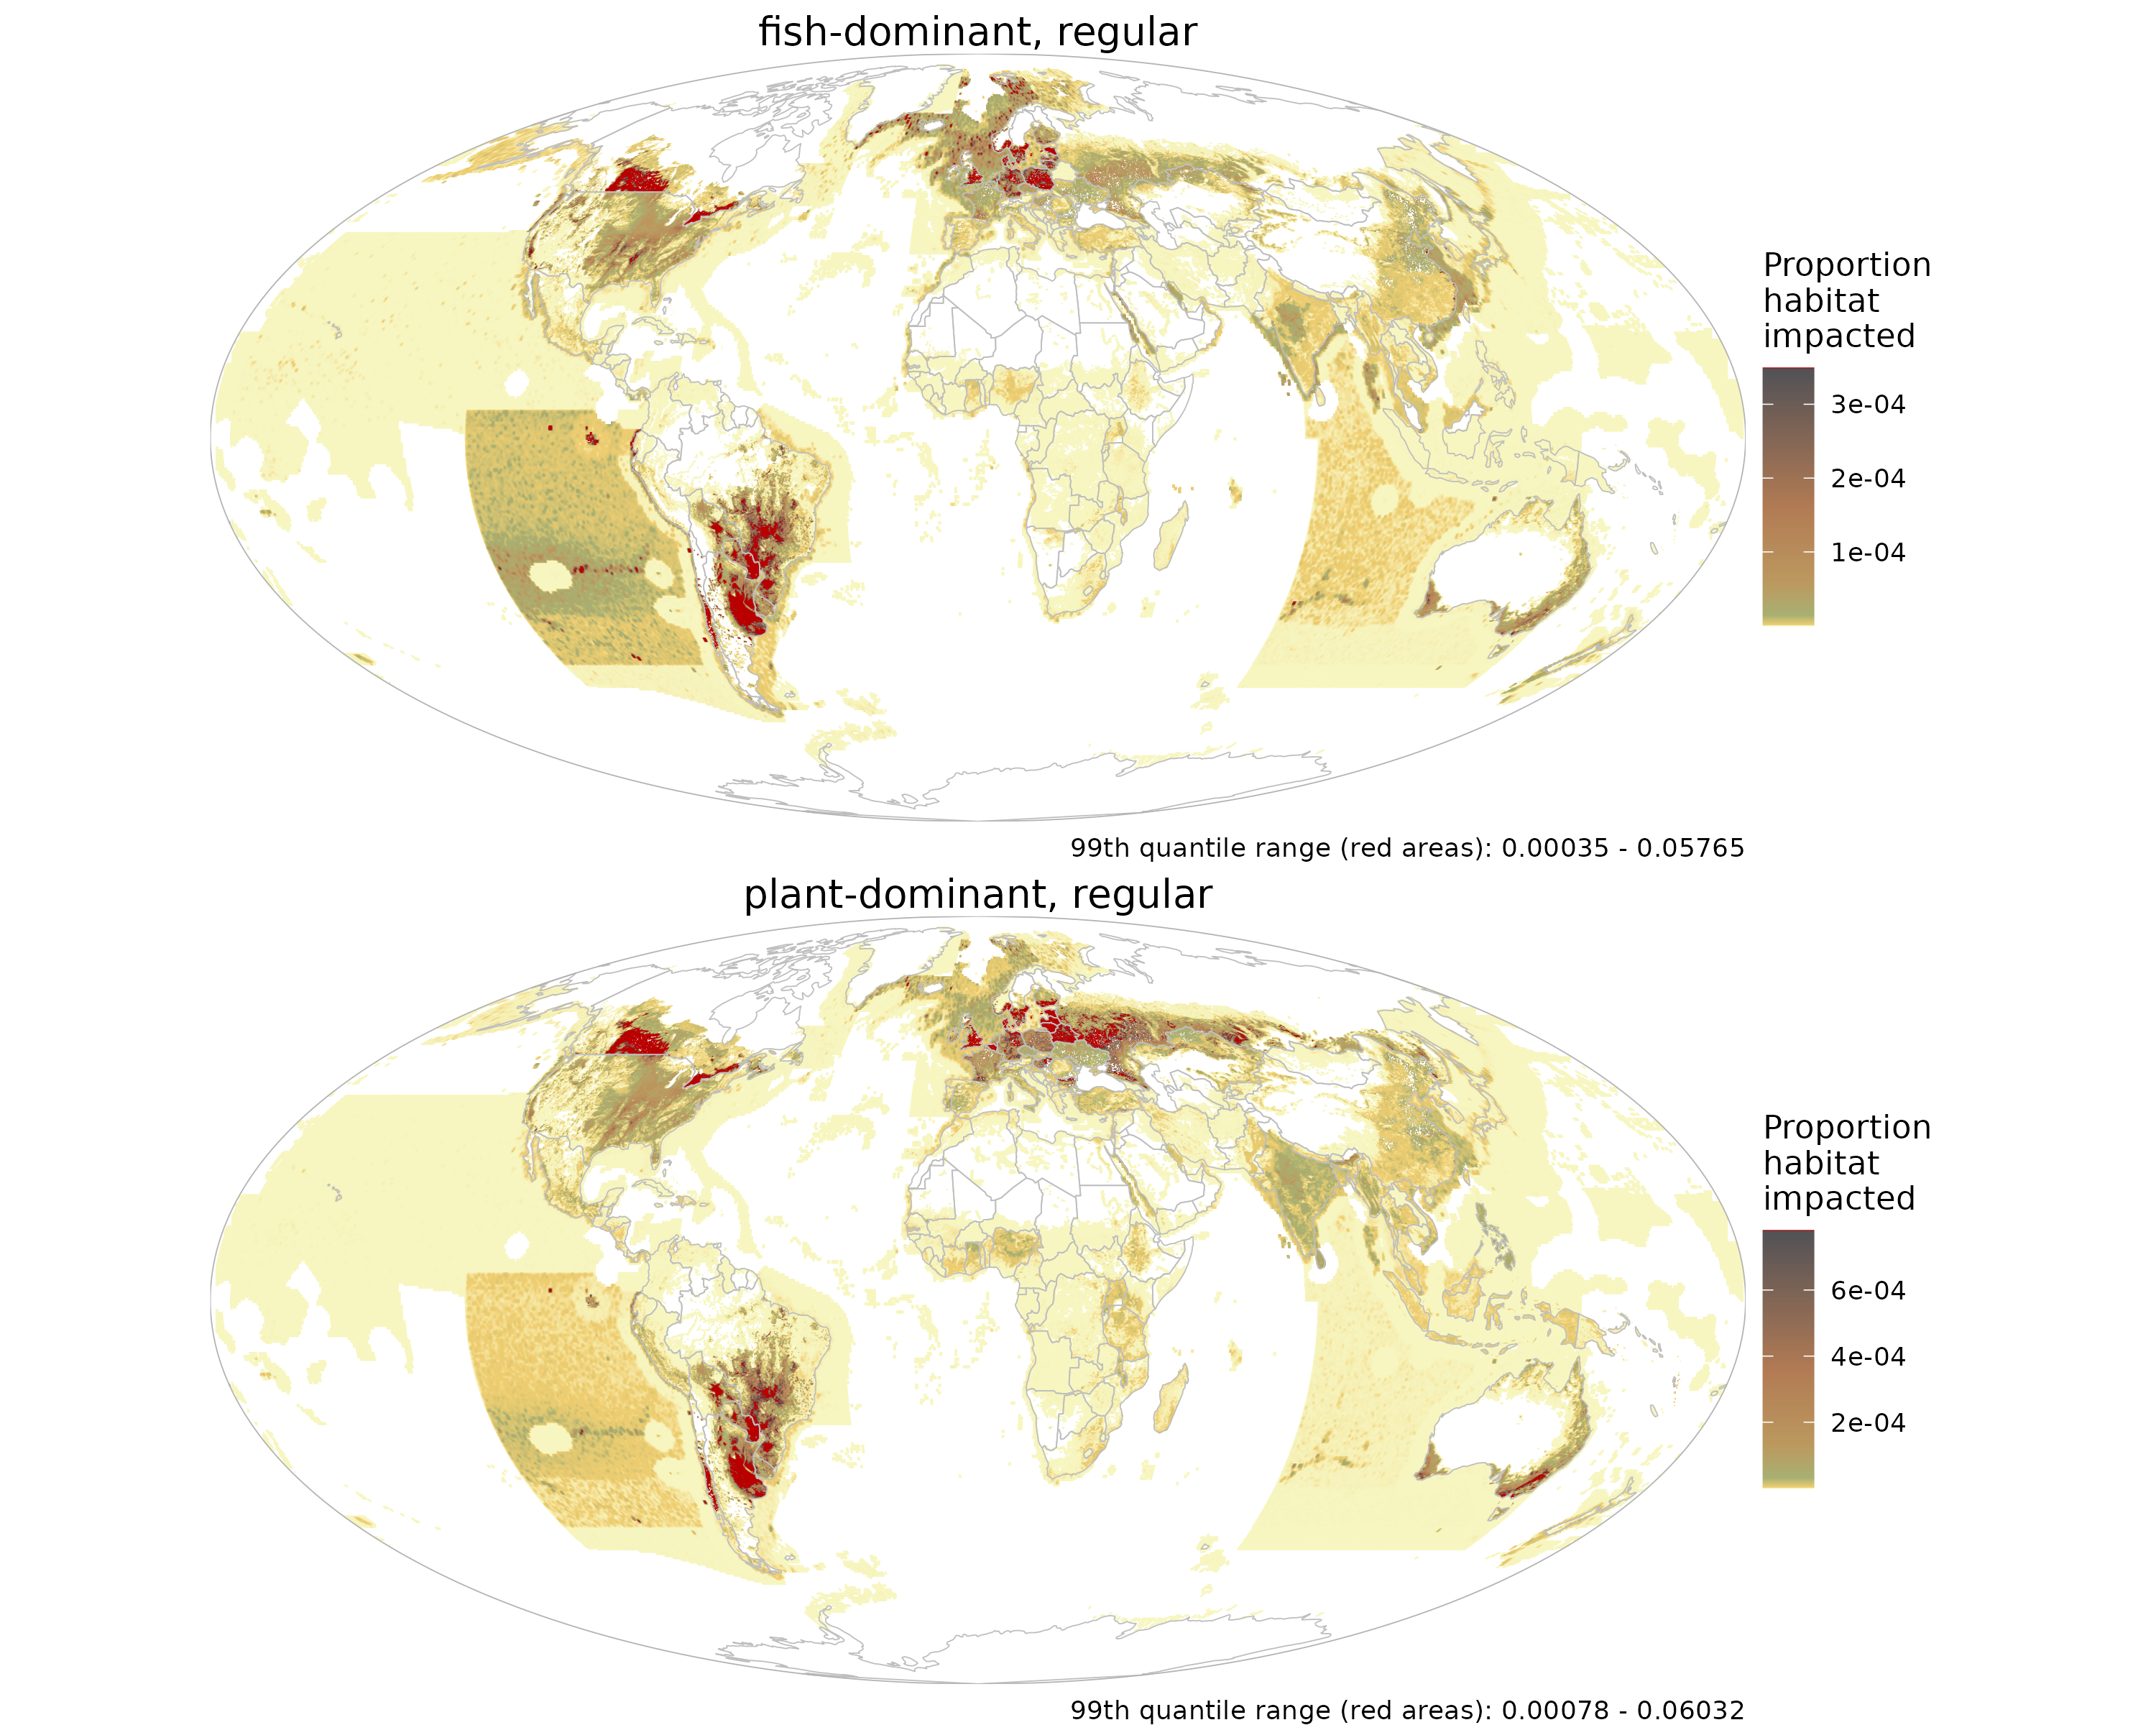 fish-dominant, regular
Proportion
habitat
impacted
3e-04
2e-04
1e-04
99th quantile range (red areas): 0.00035 - 0.05765
plant-dominant, regular
Proportion
habitat
impacted
6e-04
4e-04
2e-04
99th quantile range (red areas): 0.00078 - 0.06032